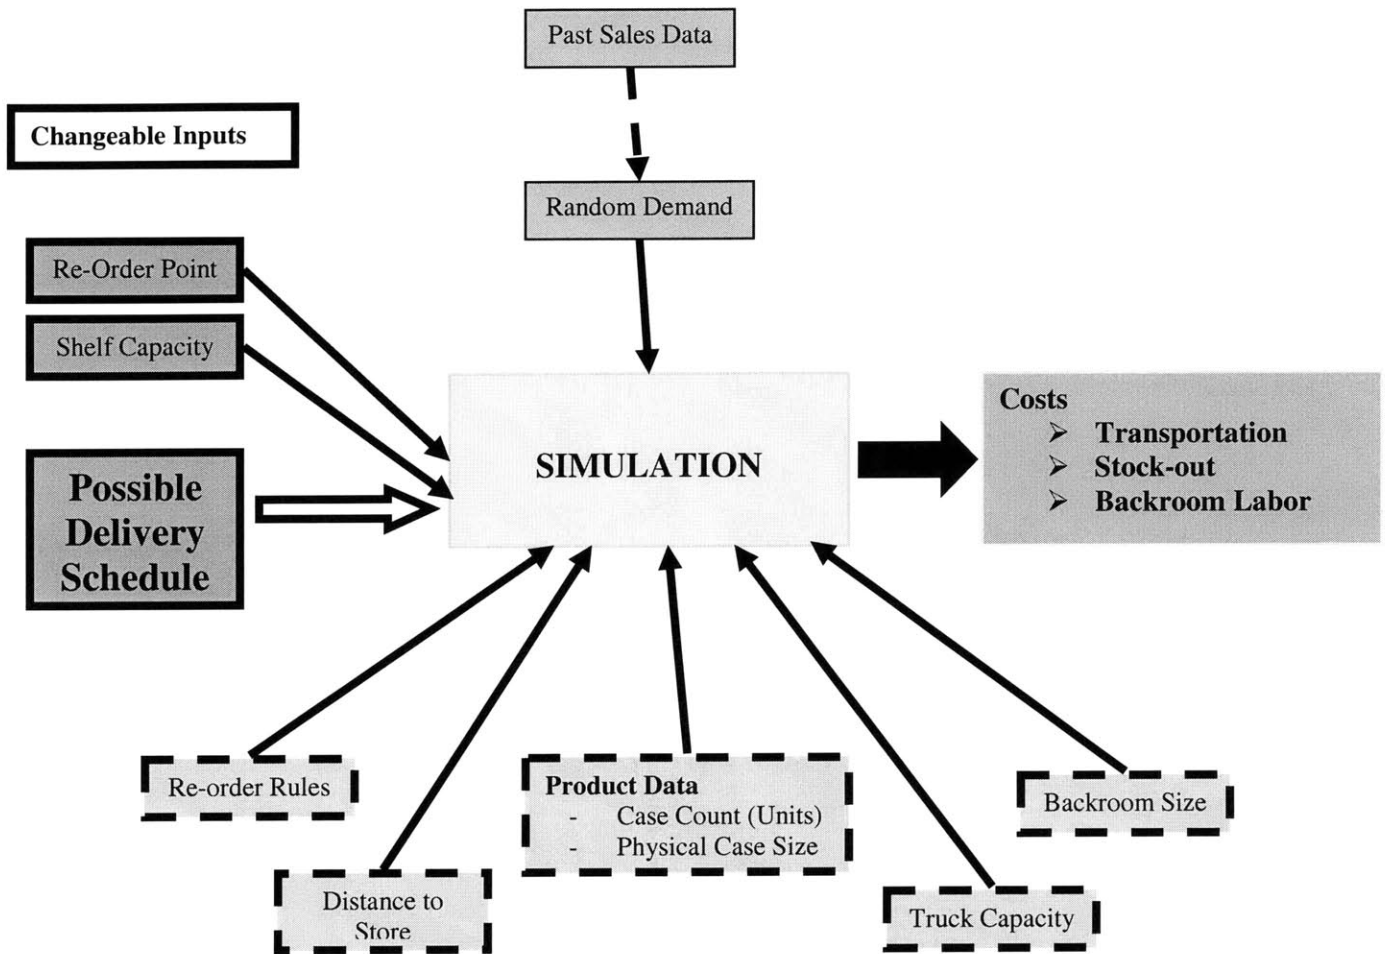 Past Sales Data
Changeable Inputs
Random Demand
Re-Order Point
Shelf Capacity
Possible
Delivery
Schedule
SIMULATION
Costs
➢ Transportation
➢ Stock-out
➢ Backroom Labor
Re-order Rules
Product Data
- Case Count (Units)
- Physical Case Size
Backroom Size
Distance to
Store
Truck Capacity